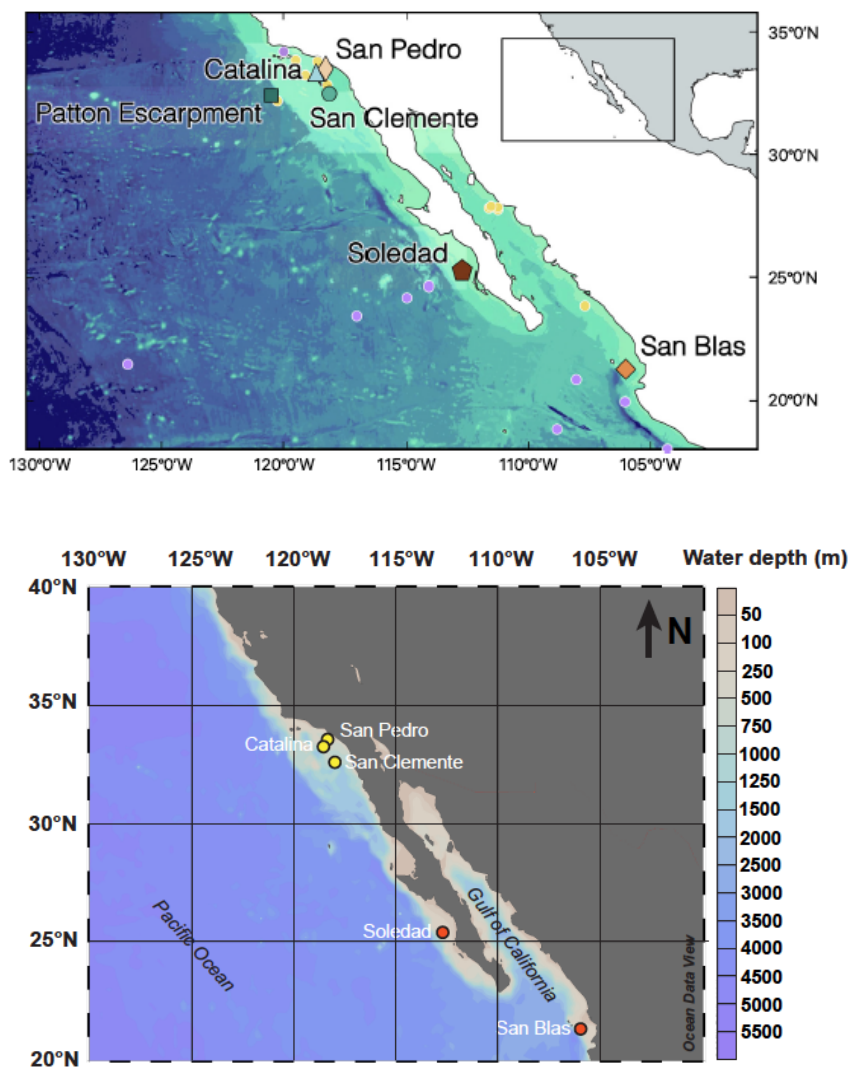 35°0'N
San Pedro
Catalina
Patton Escarpment
San Clemente
30°0'N
Soledad
25°0'N
San Blas
20°0'N
130°0'W 125°0'W 120°0'W 115°0'W 110°0'W 105°0'W
130°W 125°W 120°W 115°W 110°W 105°W Water depth (m)
40°N
N
50
100
250
35°N
500
San Pedro
750
Catalina
San Clemente
1000
1250
1500
30°N
2000
2500
3000
Gulf of California
Pacific Ocean
3500
Soledad
25°N
4000
4500
5000
San Blas
5500
Ocean Data View
20°N